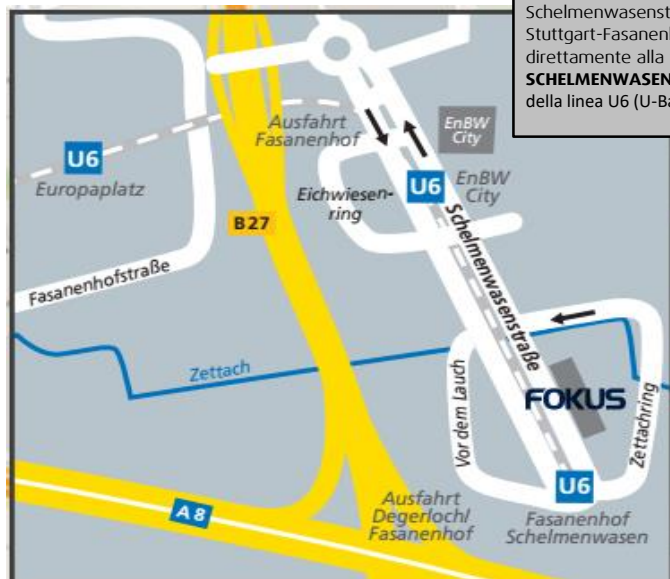 Schelmenwasenst
Stuttgart-Fasanen
direttamente alla
SCHELMENWASEN
della linea U6 (U-Ba
Ausfahrt
Fasanenhof
EnBW
City
U6
Europaplatz
U6
EnBW
City
Eichwiesen-
ring
B27
Schelmenwasenstraße
Fasanenhofstraße
Zettach
Vor dem Lauch
FOKUS
Zettachring
U6
Fasanenhof
Schelmenwasen
Ausfahrt
Degerloch/
Fasanenhof
A8